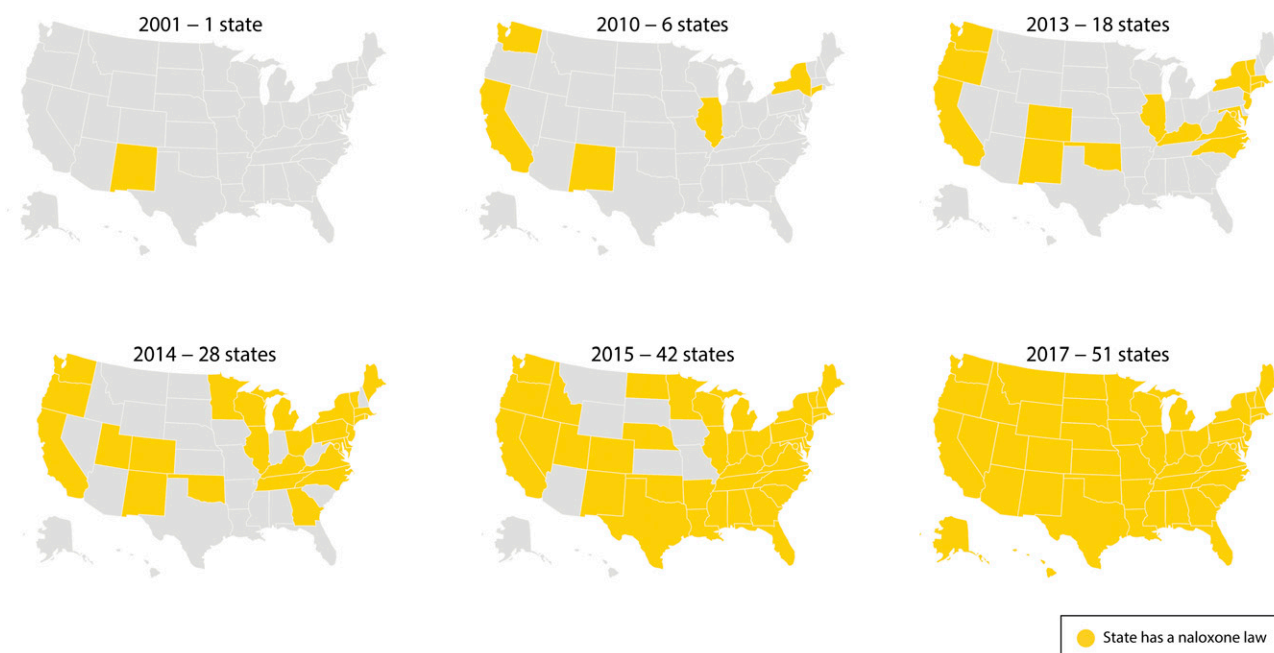 2001 – 1 state
2010 – 6 states
2013 – 18 states
2014 – 28 states
2015 – 42 states
2017 – 51 states
State has a naloxone law